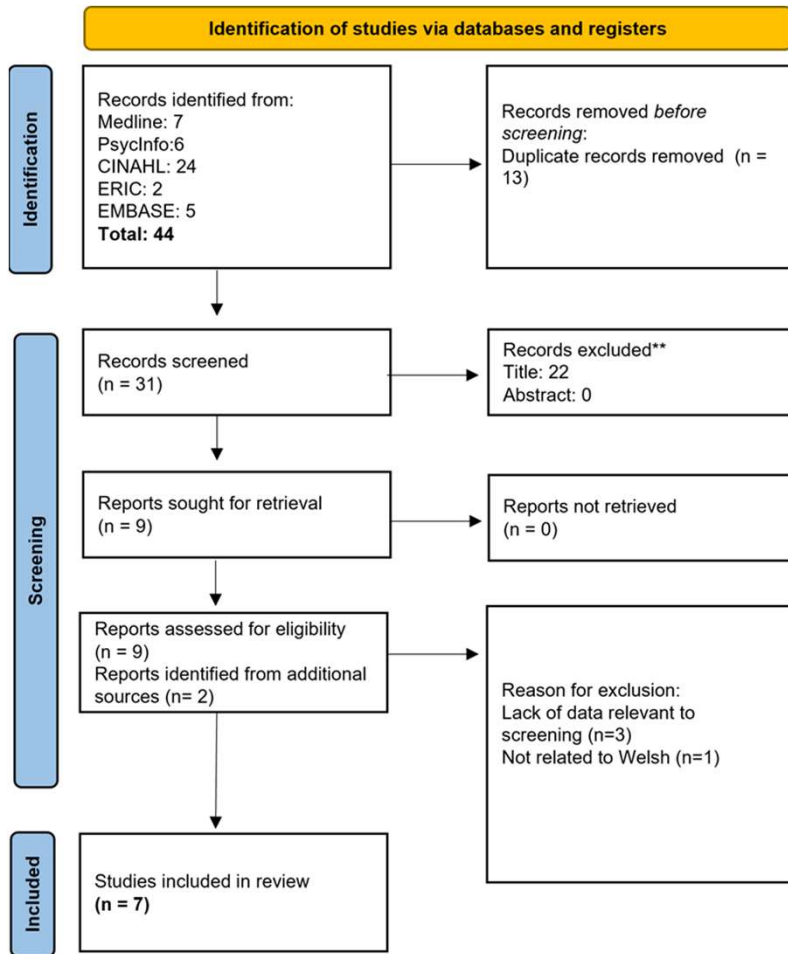 Identification of studies via databases and registers
Identification
Records identified from:
Medline: 7
PsycInfo:6
CINAHL: 24
ERIC: 2
EMBASE: 5
Total: 44
Records removed before
screening:
Duplicate records removed (n =
13)
Screening
Records screened
(n = 31)
Records excluded**
Title: 22
Abstract: 0
Reports sought for retrieval
(n = 9)
Reports not retrieved
(n = 0)
Reports assessed for eligibility
(n = 9)
Reports identified from additional
sources (n= 2)
Reason for exclusion:
Lack of data relevant to
screening (n=3)
Not related to Welsh (n=1)
Included
Studies included in review
(n = 7)